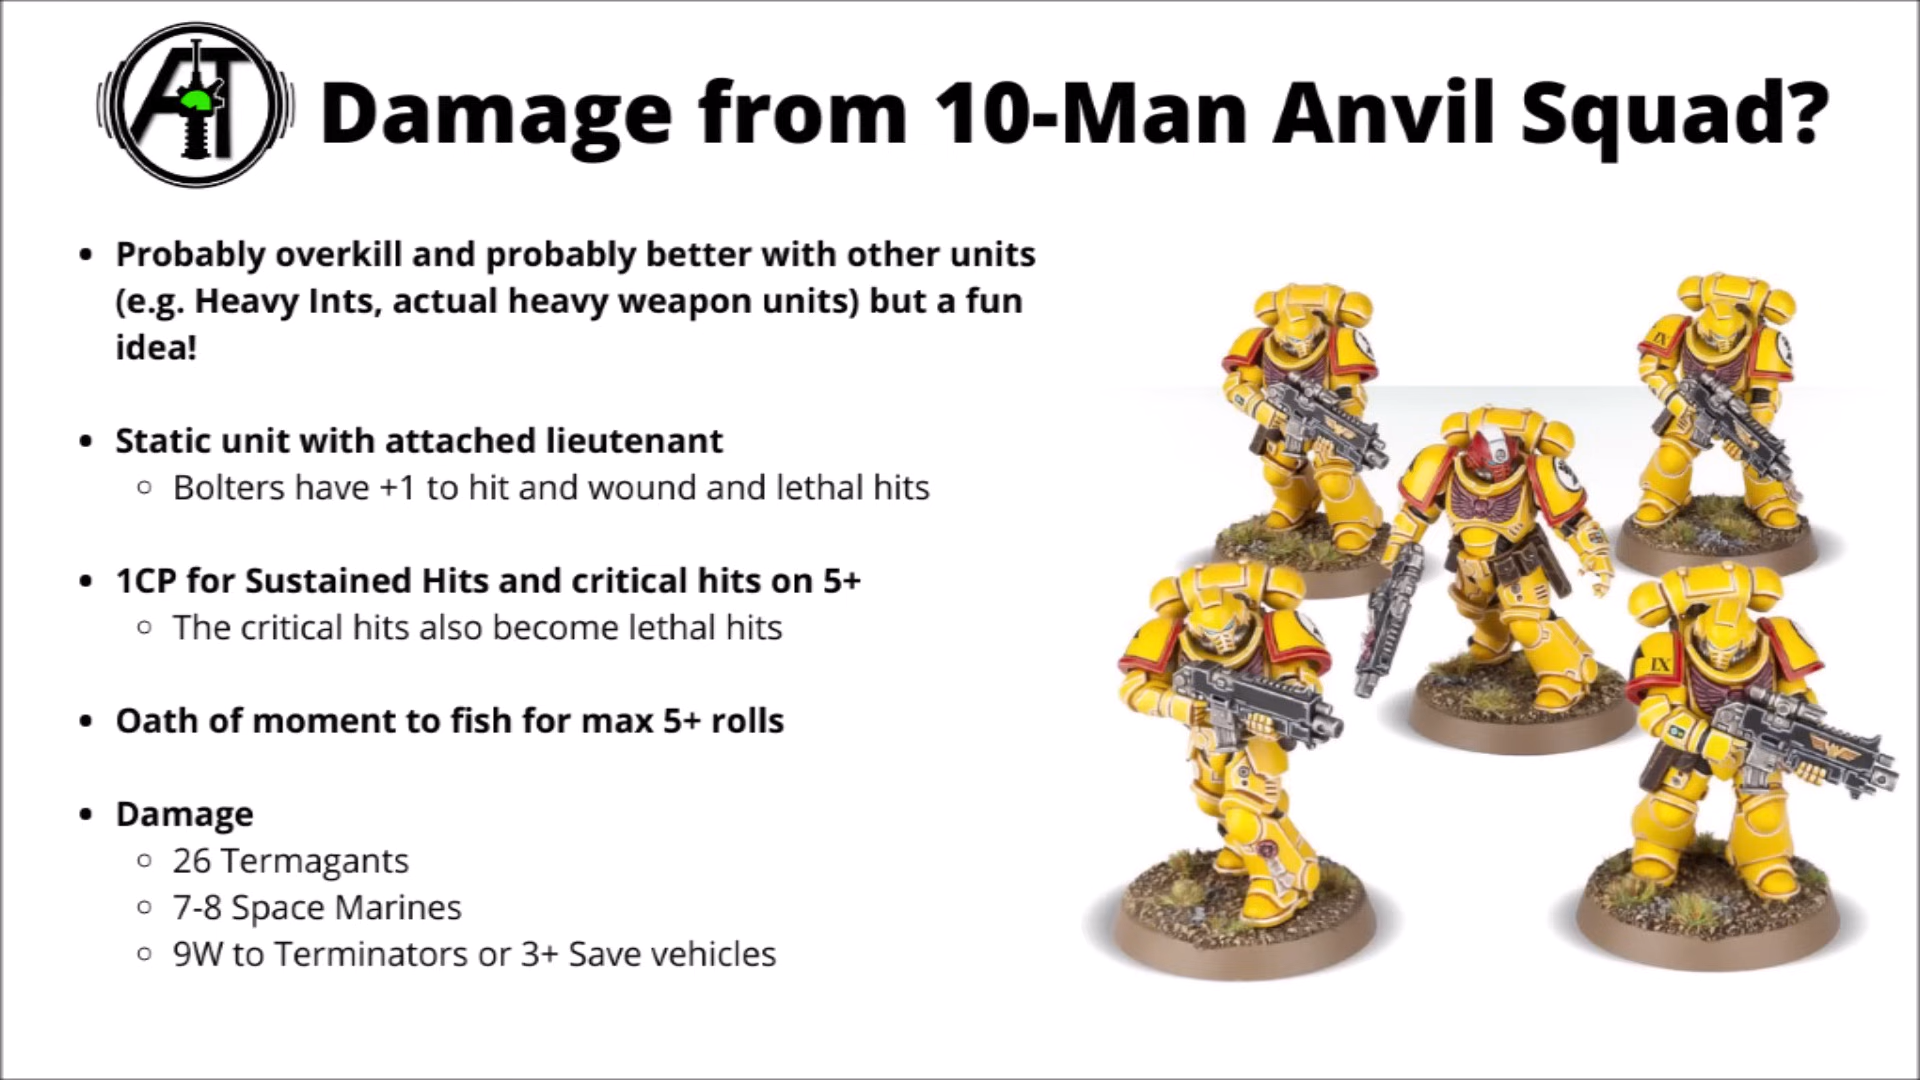 AT
Damage from 10-Man Anvil Squad?
• Probably overkill and probably better with other units
(e.g. Heavy Ints, actual heavy weapon units) but a fun
idea!
• Static unit with attached lieutenant
○ Bolters have +1 to hit and wound and lethal hits
• 1CP for Sustained Hits and critical hits on 5+
○ The critical hits also become lethal hits
• Oath of moment to fish for max 5+ rolls
• Damage
○ 26 Termagants
○ 7-8 Space Marines
○ 9W to Terminators or 3+ Save vehicles
IX
IX